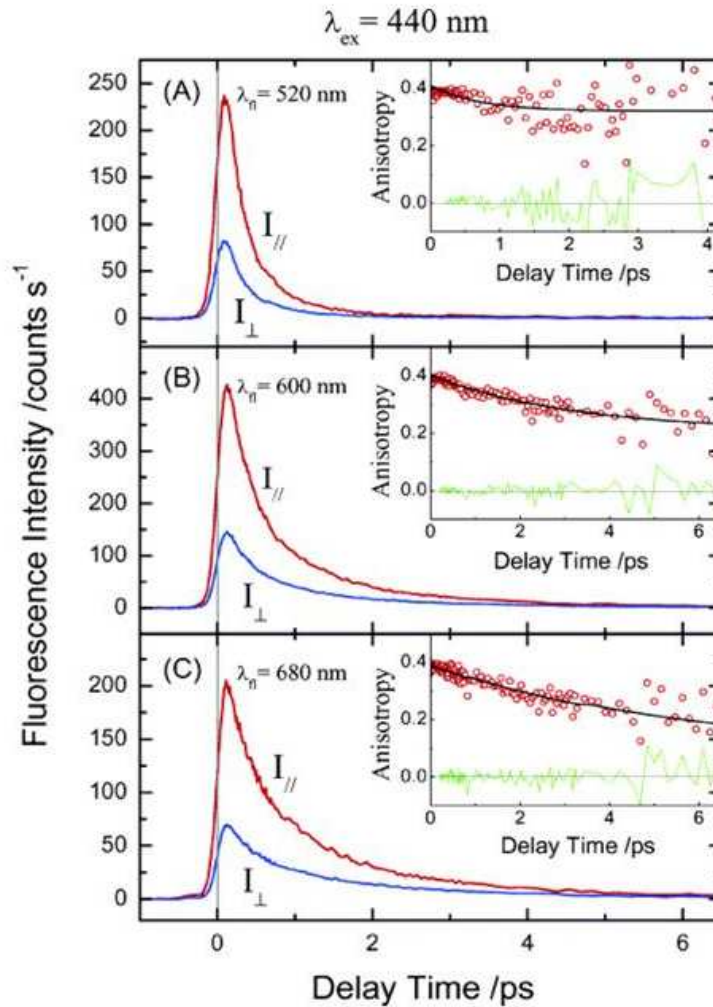 λex= 440 nm
Fluorescence Intensity /counts s⁻¹
(A)
λfl= 520 nm
I//
I⊥
250
200
150
100
50
0
Anisotropy
0.4
0.2
0.0
0 1 2 3 4
Delay Time /ps
(B)
λfl= 600 nm
I//
I⊥
400
300
200
100
0
Anisotropy
0.4
0.2
0.0
0 2 4 6
Delay Time /ps
(C)
λfl= 680 nm
I//
I⊥
200
150
100
50
0
Anisotropy
0.4
0.2
0.0
0 2 4 6
Delay Time /ps
0 2 4 6
Delay Time /ps